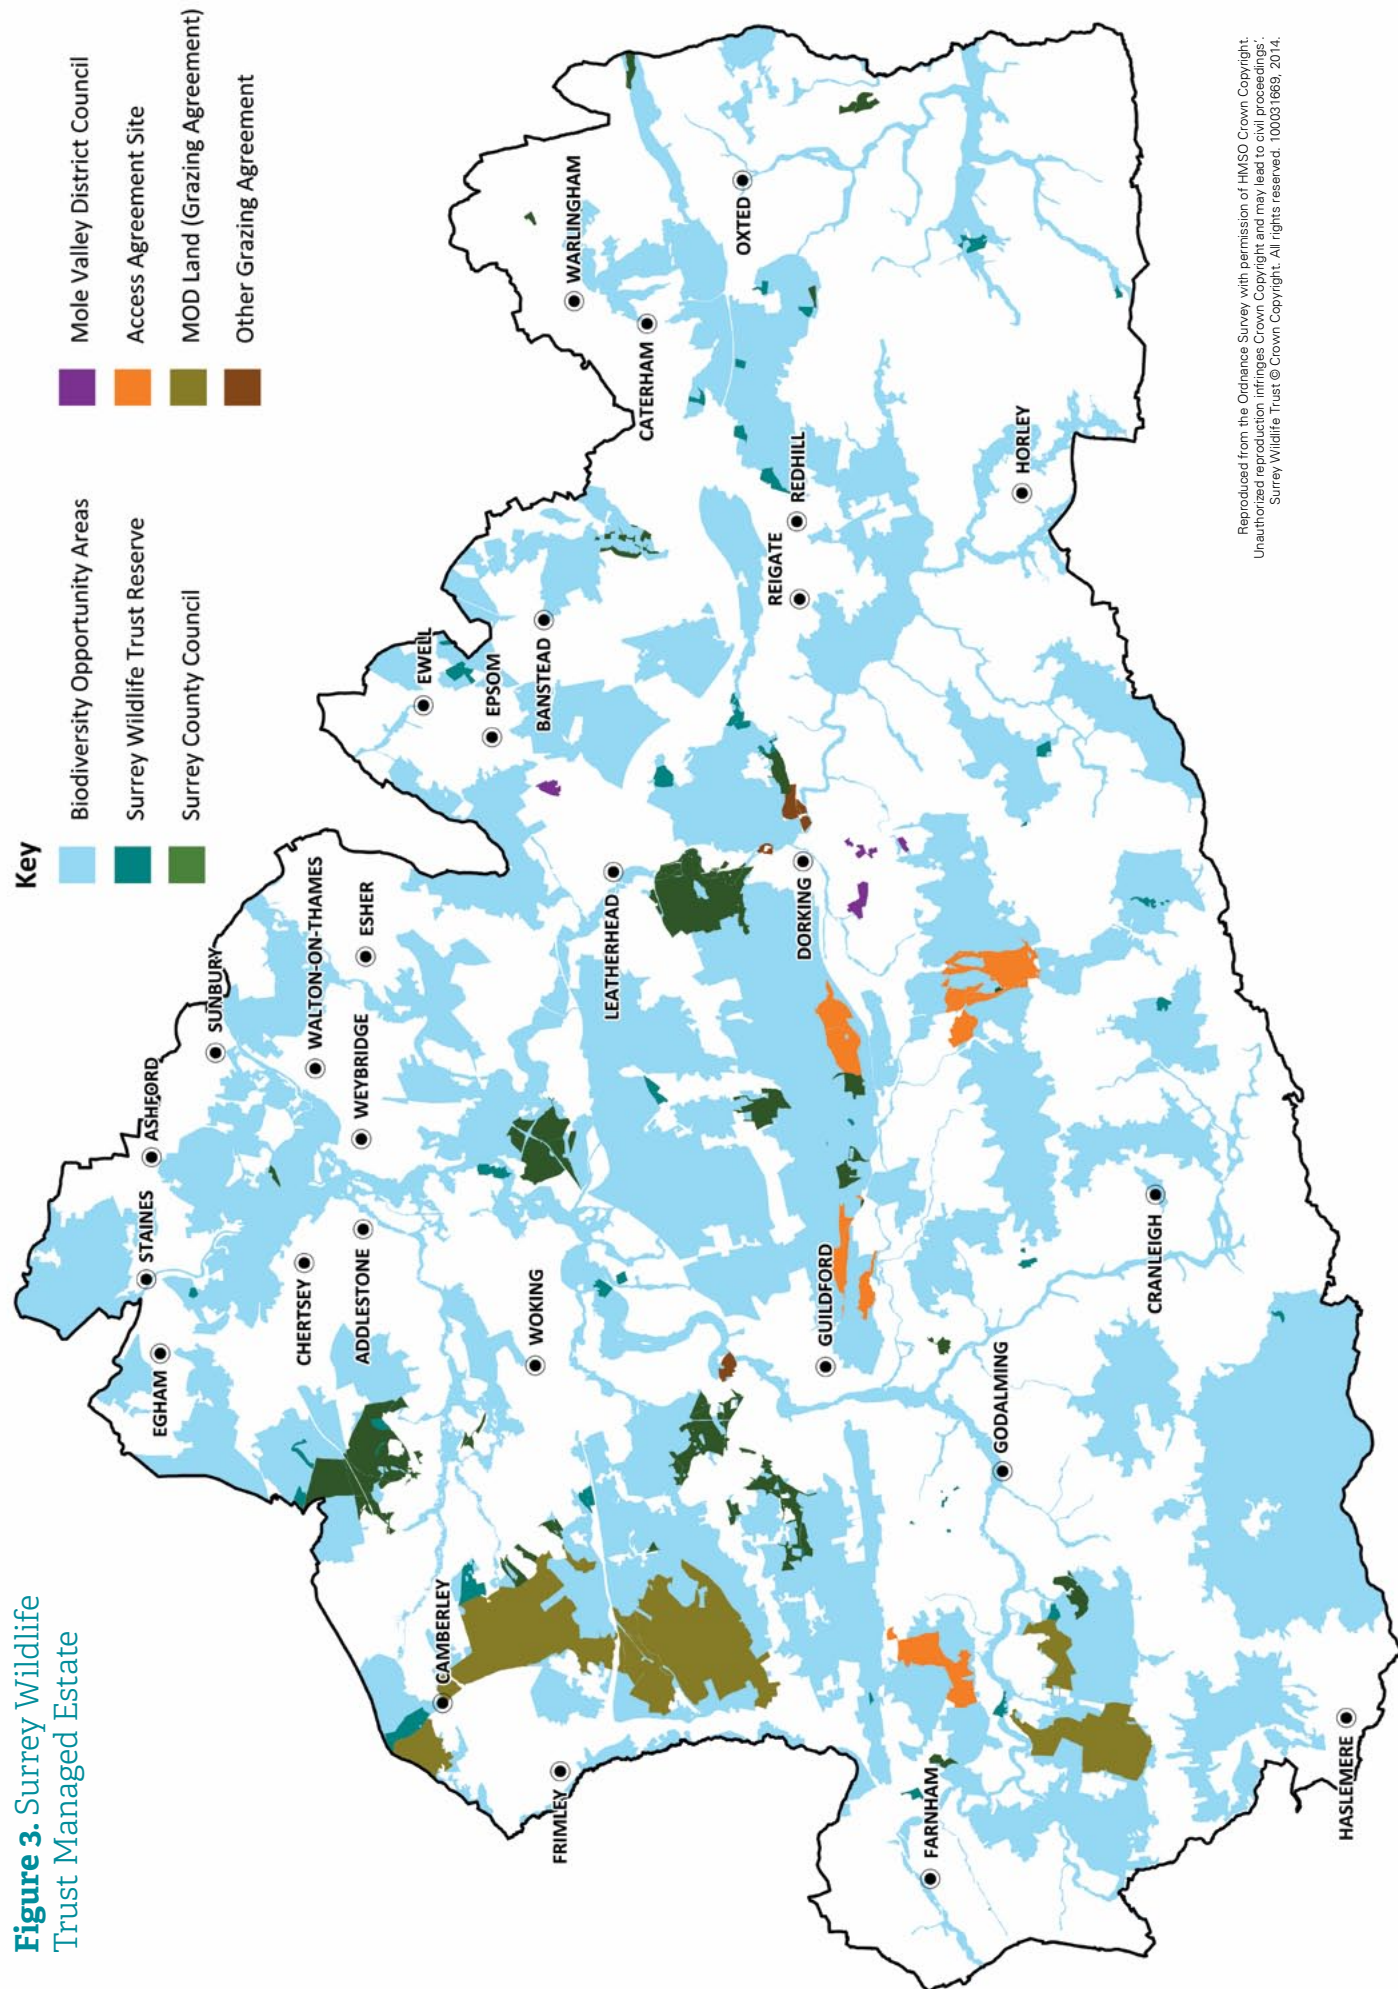 Figure 3. Surrey Wildlife
Trust Managed Estate
Key
Biodiversity Opportunity Areas
Surrey Wildlife Trust Reserve
Surrey County Council
Mole Valley District Council
Access Agreement Site
MOD Land (Grazing Agreement)
Other Grazing Agreement
STAINES
ASHFORD
EGHAM
SUNBURY
CHERTSEY
WALTON-ON-THAMES
ADDLESTONE
WEYBRIDGE
ESHER
EWELL
EPSOM
BANSTEAD
CAMBERLEY
WOKING
FRIMLEY
LEATHERHEAD
WARLINGHAM
CATERHAM
OXTED
GUILDFORD
DORKING
REIGATE
REDHILL
FARNHAM
GODALMING
HORLEY
CRANLEIGH
HASLEMERE
Reproduced from the Ordnance Survey with permission of HMSO Crown Copyright.
Unauthorized reproduction infringes Crown Copyright and may lead to civil proceedings'.
Surrey Wildlife Trust © Crown Copyright. All rights reserved. 100031669, 2014.